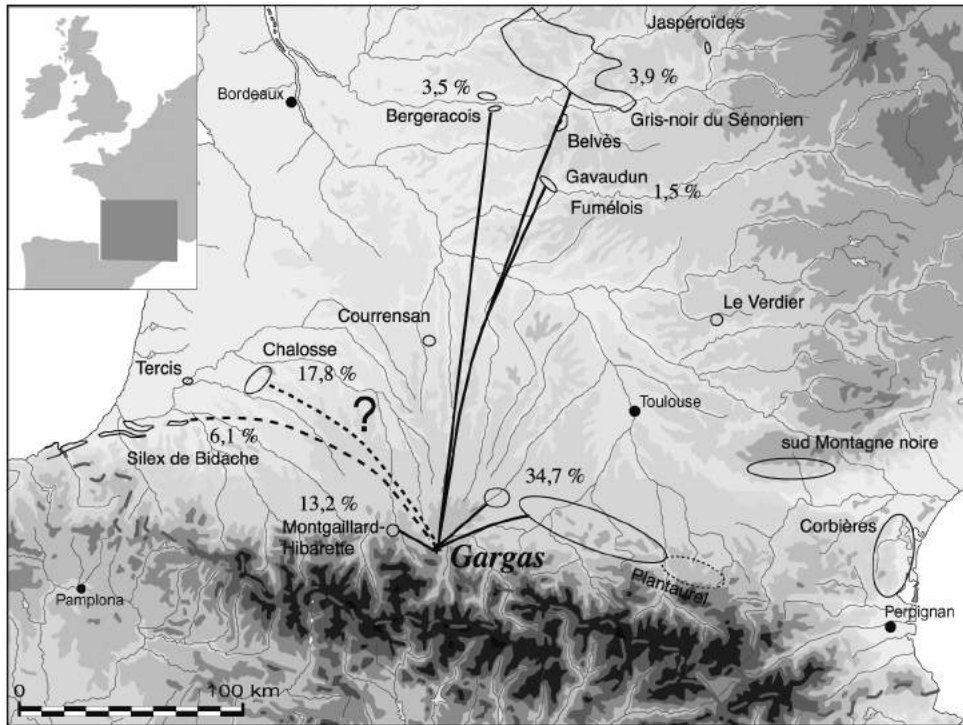 Jaspéroïdes
3,9 %
3,5 %
Bordeaux
Bergeracois
Gris-noir du Sénonien
Belvès
Gavaudun
Fumélois
1,5 %
Le Verdier
Courrensan
Chalosse
Tercis
17,8 %
?
Toulouse
6,1 %
Silex de Bidache
sud Montagne noire
34,7 %
13,2 %
Montgaillard-
Hibarette
Corbières
Gargas
Plantaurel
Pamplona
Perpignan
0
100 km